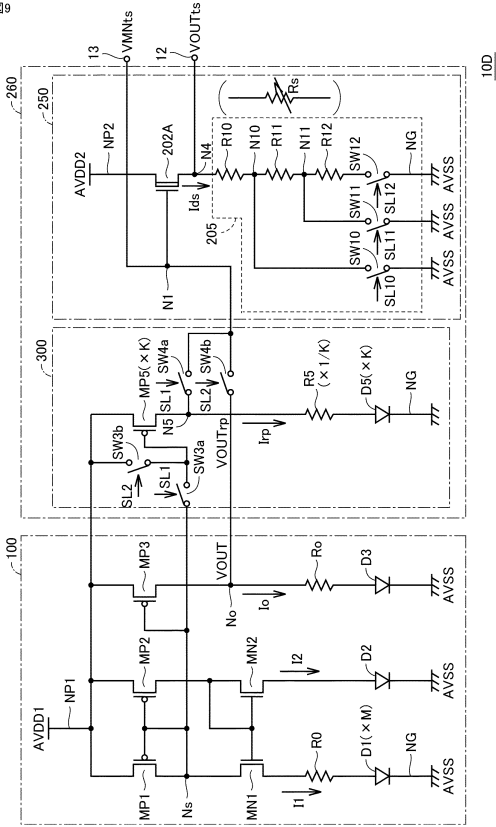 図9
10D
100
AVDD1
NP1
MP1
MP2
MP3
Ns
MN1
MN2
VOUT
No
I1
I2
Io
R0
Ro
D1(×M)
D2
D3
NG
AVSS
AVSS
AVSS
260
300
SW3b
SL2
MP5(×K)
N5
SL1
SW3a
SL1
SW4a
SL2
SW4b
VOUTrp
Irp
R5
(×1/K)
D5(×K)
NG
250
13
VMNts
12
VOUTts
AVDD2
NP2
202A
N1
N4
Ids
205
R10
N10
R11
N11
R12
Rs
SW10
SW11
SW12
SL10
SL11
SL12
NG
AVSS
AVSS
AVSS